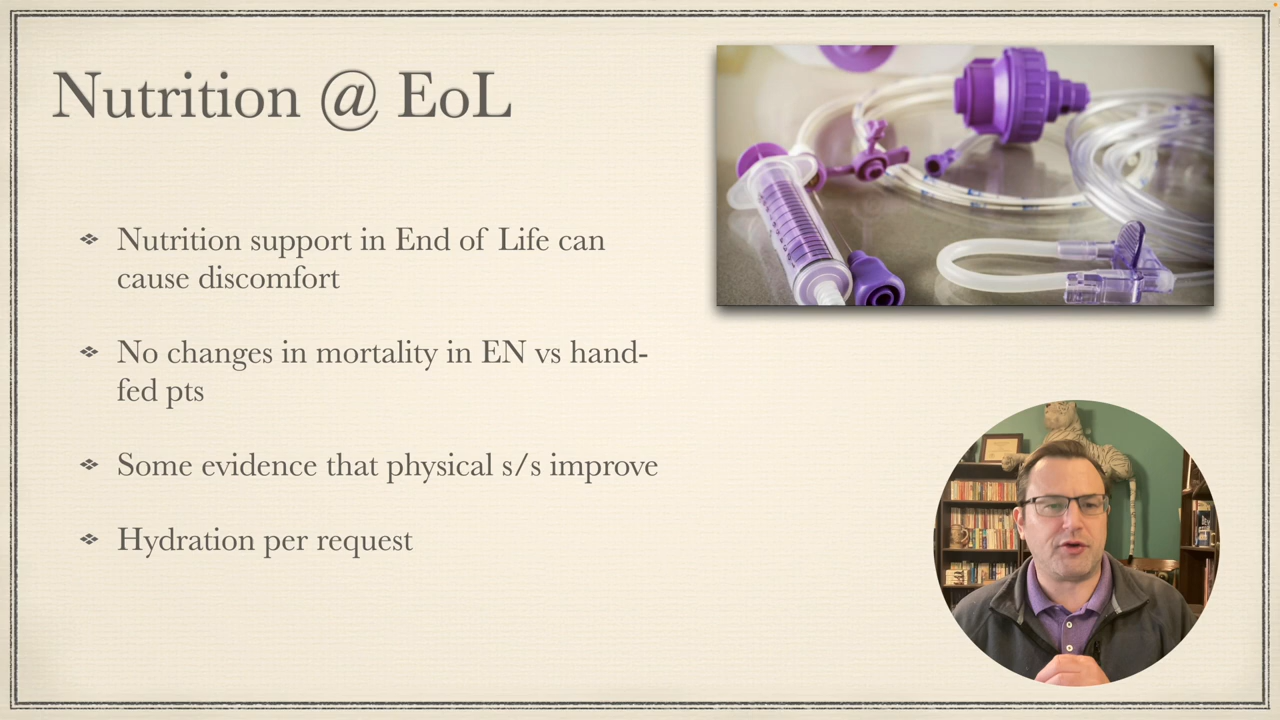 Nutrition @ EoL
Nutrition support in End of Life can
cause discomfort
No changes in mortality in EN vs hand-
fed pts
Some evidence that physical s/s improve
Hydration per request